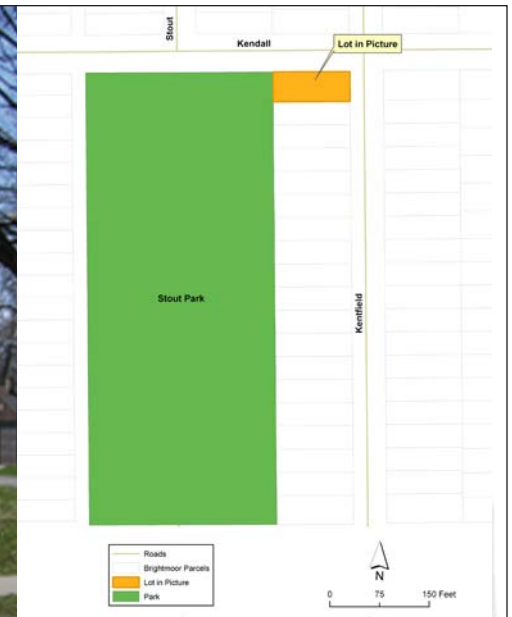 Stout
Kendall
Lot in Picture
Stout Park
Kentfield
Roads
Brightmoor Parcels
Lot in Picture
Park
N
0 75 150 Feet